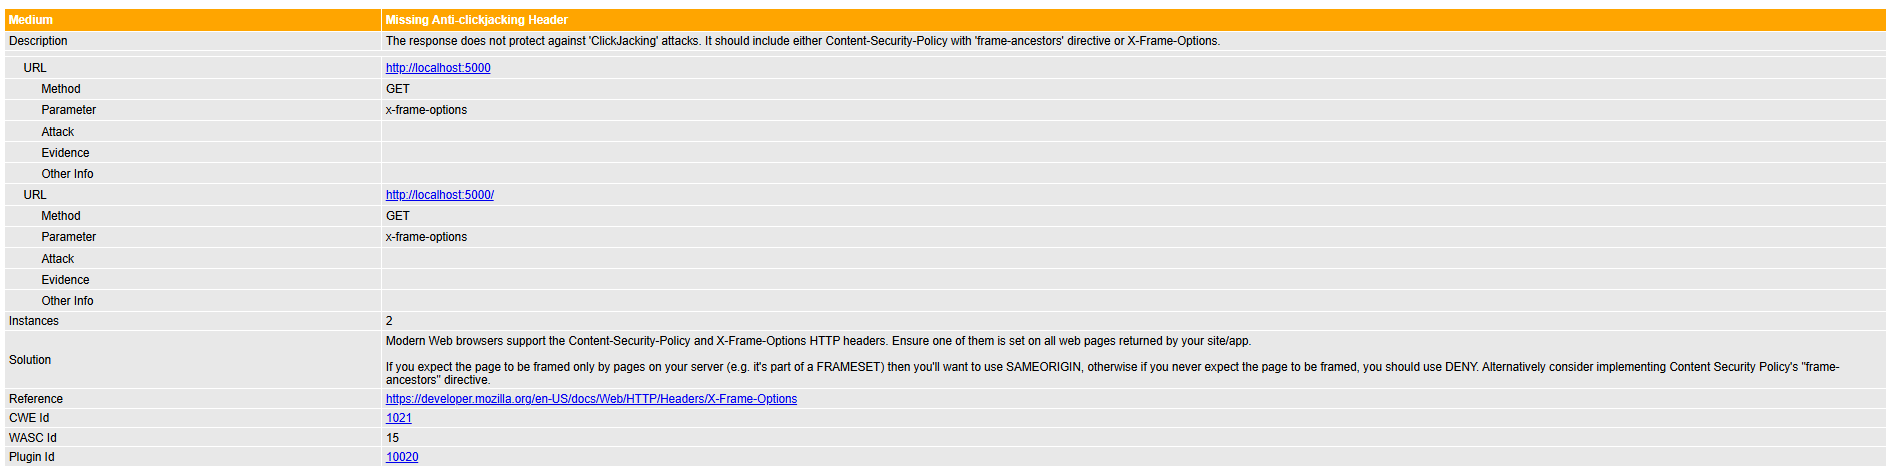 Medium Missing Anti-clickjacking Header
Description The response does not protect against 'ClickJacking' attacks. It should include either Content-Security-Policy with 'frame-ancestors' directive or X-Frame-Options.
URL http://localhost:5000
Method GET
Parameter x-frame-options
Attack
Evidence
Other Info
URL http://localhost:5000/
Method GET
Parameter x-frame-options
Attack
Evidence
Other Info
Instances 2
Solution
Modern Web browsers support the Content-Security-Policy and X-Frame-Options HTTP headers. Ensure one of them is set on all web pages returned by your site/app.
If you expect the page to be framed only by pages on your server (e.g. it's part of a FRAMESET) then you'll want to use SAMEORIGIN, otherwise if you never expect the page to be framed, you should use DENY. Alternatively consider implementing Content Security Policy's "frame-
ancestors" directive.
Reference https://developer.mozilla.org/en-US/docs/Web/HTTP/Headers/X-Frame-Options
CWE Id 1021
WASC Id 15
Plugin Id 10020